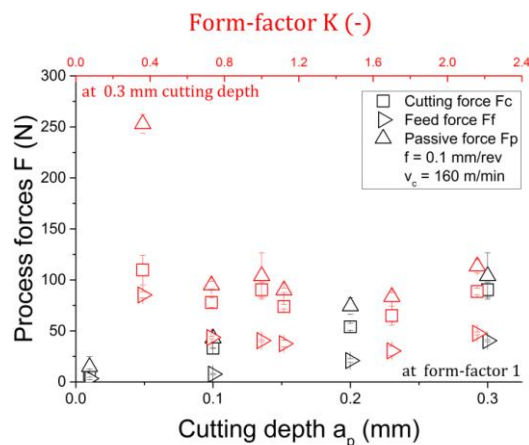 Form-factor K (-)
0.0 0.4 0.8 1.2 1.6 2.0 2.4
300
at 0.3 mm cutting depth
Cutting force Fc
250
Feed force Ff
Passive force Fp
200
f = 0.1 mm/rev
v_c = 160 m/min
150
100
50
at form-factor 1
0
0.0 0.1 0.2 0.3
Process forces F (N)
Cutting depth a_p (mm)